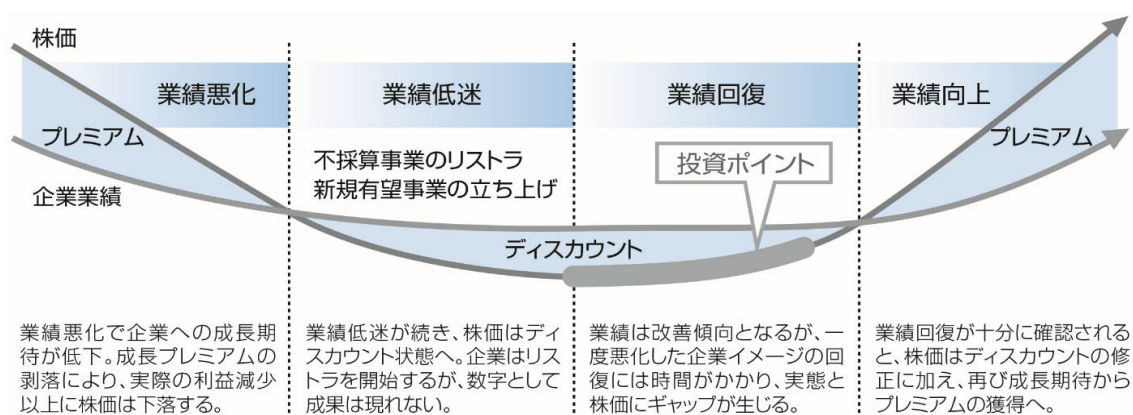 株価
業績悪化
業績低迷
業績回復
業績向上
プレミアム
企業業績
不採算事業のリストラ
新規有望事業の立ち上げ
投資ポイント
プレミアム
ディスカウント
業績悪化で企業への成長期
待が低下。成長プレミアムの
剥落により、実際の利益減少
以上に株価は下落する。
業績低迷が続き、株価はディ
スカウント状態へ。企業はリス
トラを開始するが、数字として
成果は現れない。
業績は改善傾向となるが、一
度悪化した企業イメージの回
復には時間がかかり、実態と
株価にギャップが生じる。
業績回復が十分に確認される
と、株価はディスカウントの修
正に加え、再び成長期待から
プレミアムの獲得へ。